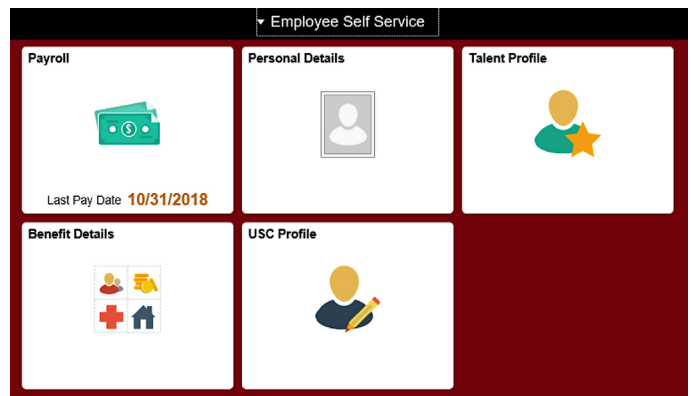 Employee Self Service
Payroll
Personal Details
Talent Profile
$
Last Pay Date 10/31/2018
Benefit Details
USC Profile